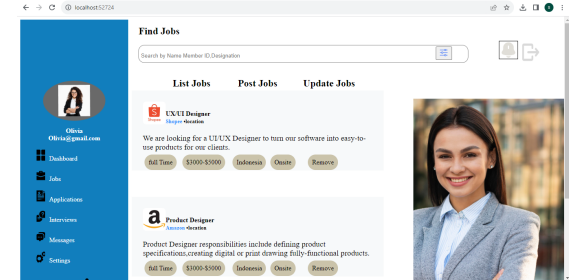 localhost:52724
Find Jobs
Search by Name Member ID,Designation
List Jobs Post Jobs Update Jobs
Olivia
Olivia@gmail.com
Dashboard
Jobs
Applications
Interviews
Messages
Settings
UX/UI Designer
Shopee •location
We are looking for a UI/UX Designer to turn our software into easy-to-
use products for our clients.
full Tume $3000-$5000 Indonesia Onsite Remove
Product Designer
Amazon •location
Product Designer responsibilities include defining product
specifications,creating digital or print drawing fully-functional products.
full Tume $3000-$5000 Indonesia Onsite Remove